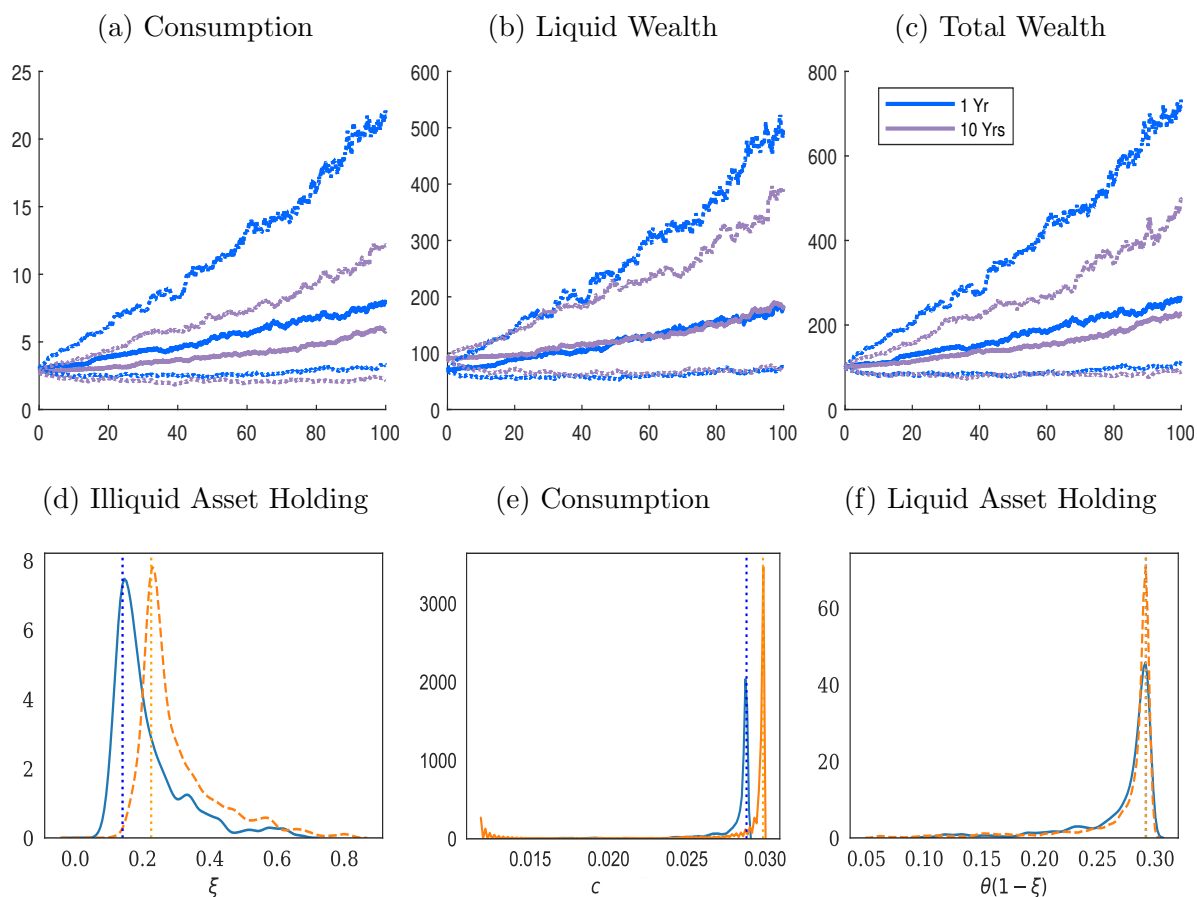 (a) Consumption
(b) Liquid Wealth
(c) Total Wealth
25
20
15
10
5
0
0 20 40 60 80 100
600
500
400
300
200
100
0
0 20 40 60 80 100
800
600
400
200
0
0 20 40 60 80 100
1 Yr
10 Yrs
(d) Illiquid Asset Holding
(e) Consumption
(f) Liquid Asset Holding
8
6
4
2
0
0.0 0.2 0.4 0.6 0.8
ξ
3000
2000
1000
0
0.015 0.020 0.025 0.030
c
60
40
20
0
0.05 0.10 0.15 0.20 0.25 0.30
θ(1 − ξ)